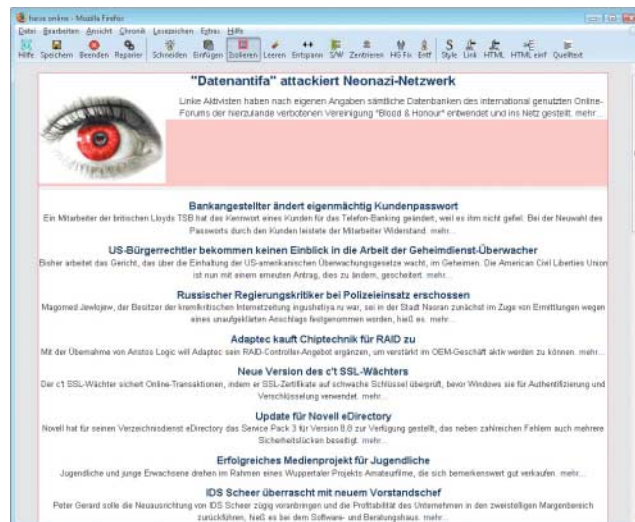 heise online - Mozilla Firefox
Datei Bearbeiten Ansicht Chronik Lesezeichen Extras Hilfe
Hilfe Speichern Beenden Reparier Schneiden Einfügen Isolieren Leeren Entspann S/W Zentrieren HG Fix Entf Style Link HTML HTML einf Quelltext
"Datenantifa" attackiert Neonazi-Netzwerk
Linke Aktivisten haben nach eigenen Angaben sämtliche Datenbanken des international genutzten Online-
Forums der hierzulande verbotenen Vereinigung "Blood & Honour" entwendet und ins Netz gestellt. mehr...
Bankangestellter ändert eigenmächtig Kundenpasswort
Ein Mitarbeiter der britischen Lloyds TSB hat das Kennwort eines Kunden für das Telefon-Banking geändert, weil es ihm nicht gefiel. Bei der Neuwahl des
Passworts durch den Kunden leistete der Mitarbeiter Widerstand. mehr...
US-Bürgerrechtler bekommen keinen Einblick in die Arbeit der Geheimdienst-Überwacher
Bisher arbeitet das Gericht, das über die Einhaltung der US-amerikanischen Überwachungsgesetze wacht, im Geheimen. Die American Civil Liberties Union
ist nun mit einem erneuten Antrag, dies zu ändern, gescheitert. mehr...
Russischer Regierungskritiker bei Polizeieinsatz erschossen
Magomed Jewlojew, der Besitzer der kremlkritischen Internetzeitung ingushetiya.ru war, sei in der Stadt Nasran zunächst im Zuge von Ermittlungen wegen
eines unaufgeklärten Anschlags festgenommen worden, hieß es. mehr...
Adaptec kauft Chiptechnik für RAID zu
Mit der Übernahme von Aristos Logic will Adaptec sein RAID-Controller-Angebot ergänzen, um verstärkt im OEM-Geschäft aktiv werden zu können. mehr...
Neue Version des c't SSL-Wächters
Der c't SSL-Wächter sichert Online-Transaktionen, indem er SSL-Zertifikate auf schwache Schlüssel überprüft, bevor Windows sie für Authentifizierung und
Verschlüsselung verwendet. mehr...
Update für Novell eDirectory
Novell hat für seinen Verzeichnisdienst eDirectory das Service Pack 3 für Version 8.8 zur Verfügung gestellt, das neben zahlreichen Fehlern auch mehrere
Sicherheitslücken beseitigt. mehr...
Erfolgreiches Medienprojekt für Jugendliche
Jugendliche und junge Erwachsene drehen im Rahmen eines Wuppertaler Projekts Amateurfilme, die sich bemerkenswert gut verkaufen. mehr...
IDS Scheer überrascht mit neuem Vorstandschef
Peter Gerard solle die Neuausrichtung von IDS Scheer zügig voranbringen und die Profitabilität des Unternehmen in den zweistelligen Margenbereich
zurückführen, hieß es bei dem Software- und Beratungshaus. mehr...